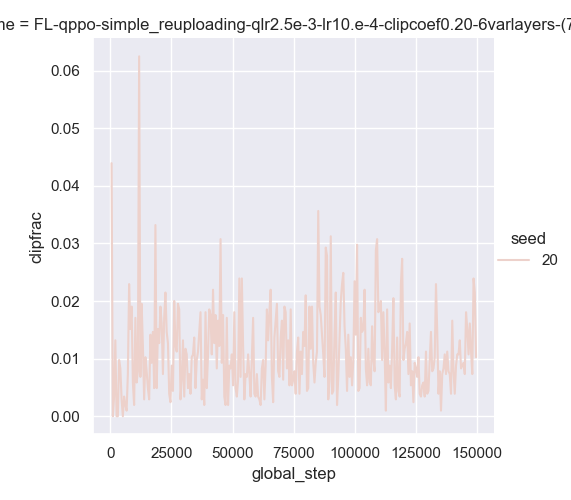 ne = FL-qppo-simple_reuploading-qlr2.5e-3-lr10.e-4-clipcoef0.20-6varlayers-(7
0.06
0.05
0.04
0.03
0.02
0.01
0.00
clipfrac
seed
20
0 25000 50000 75000 100000 125000 150000
global_step